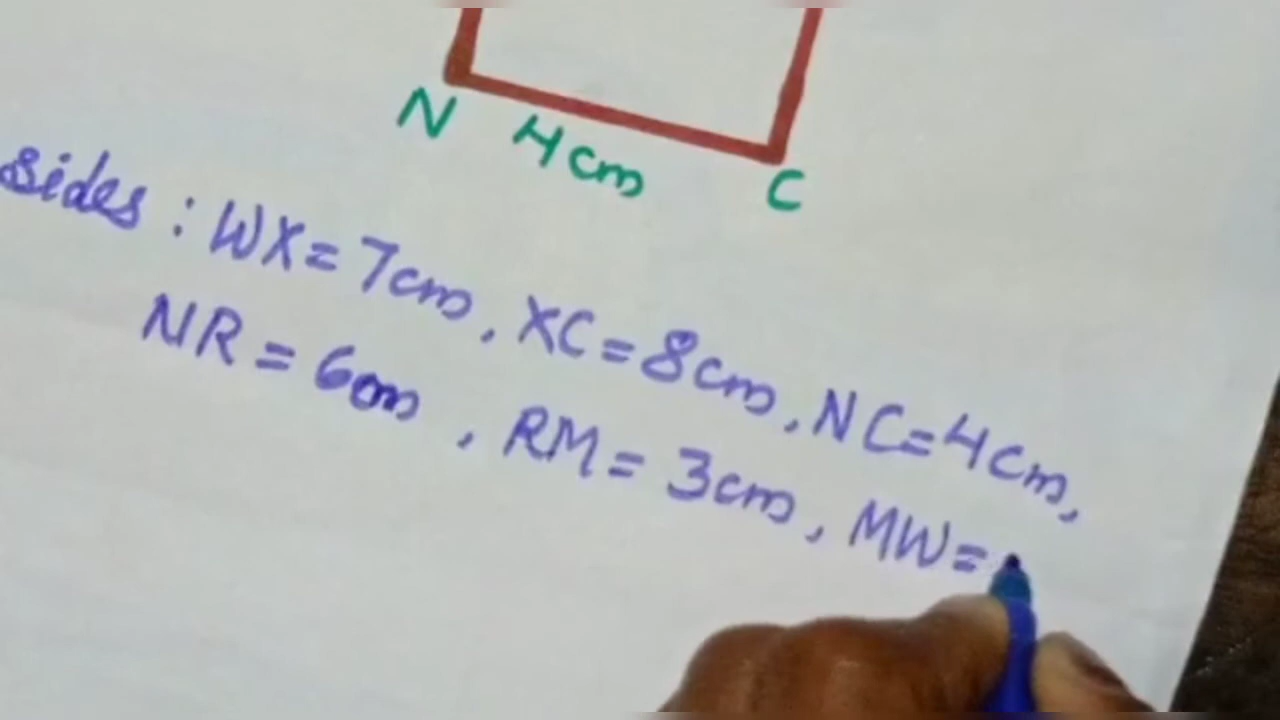 N 4cm C
sides : WX = 7cm, XC = 8cm, NC = 4cm,
NR = 6cm, RM = 3cm, MW =